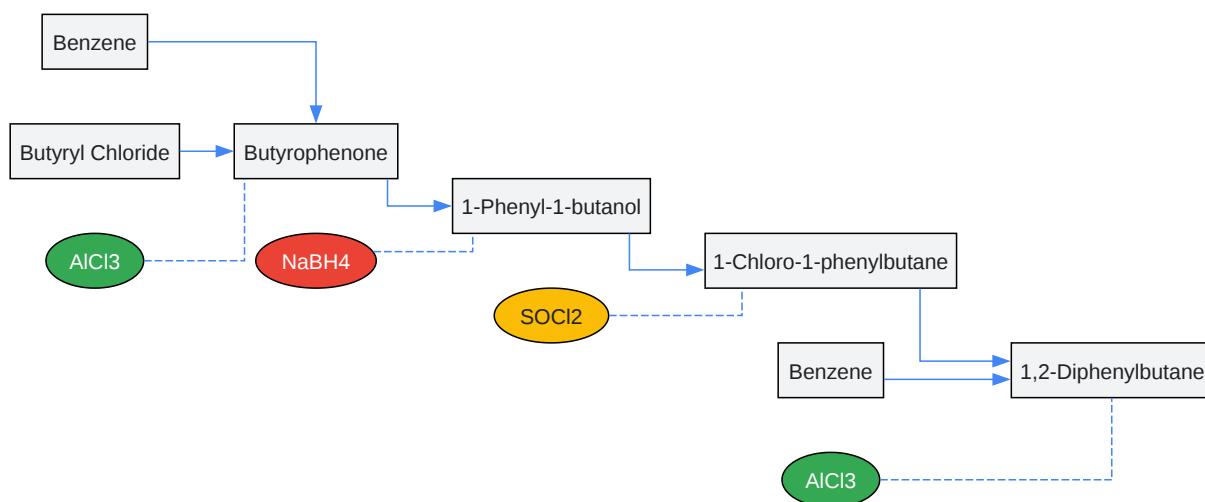 Benzene
Butyryl Chloride
Butyrophenone
1-Phenyl-1-butanol
AlCl3
NaBH4
1-Chloro-1-phenylbutane
SOCl2
Benzene
1,2-Diphenylbutane
AlCl3